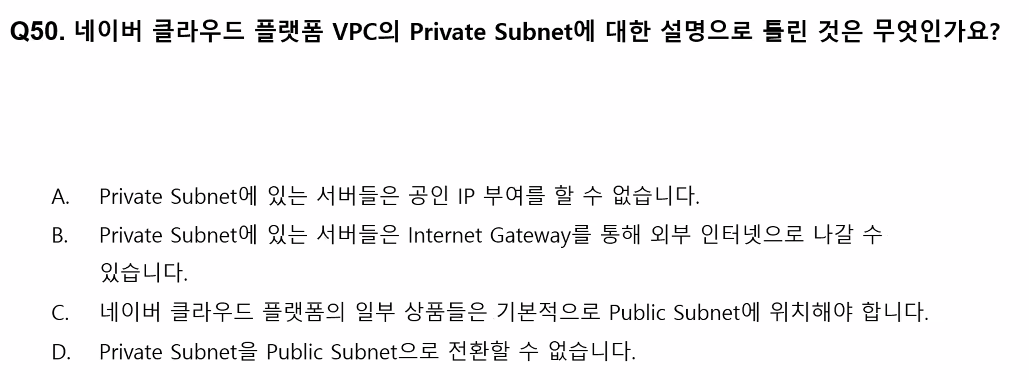 Q50. 네이버 클라우드 플랫폼 VPC의 Private Subnet에 대한 설명으로 틀린 것은 무엇인가요?
A. Private Subnet에 있는 서버들은 공인 IP 부여를 할 수 없습니다.
B. Private Subnet에 있는 서버들은 Internet Gateway를 통해 외부 인터넷으로 나갈 수
있습니다.
C. 네이버 클라우드 플랫폼의 일부 상품들은 기본적으로 Public Subnet에 위치해야 합니다.
D. Private Subnet을 Public Subnet으로 전환할 수 없습니다.